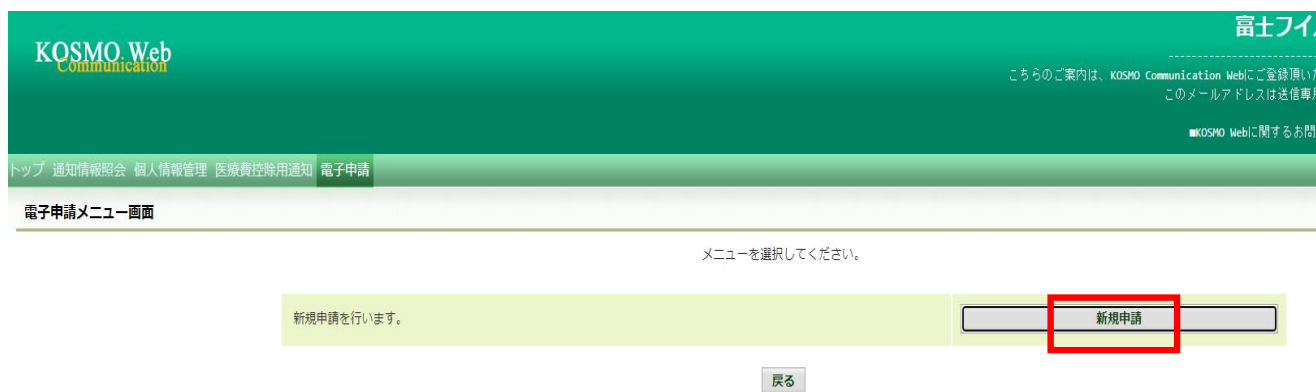 富士フイ
KOSMO Web
Communication
こちらのご案内は、KOSMO Communication Webにご登録頂い
このメールアドレスは送信専
■KOSMO Webに関するお問
トップ 通知情報照会 個人情報管理 医療費控除用通知 電子申請
電子申請メニュー画面
メニューを選択してください。
新規申請を行います。
新規申請
戻る